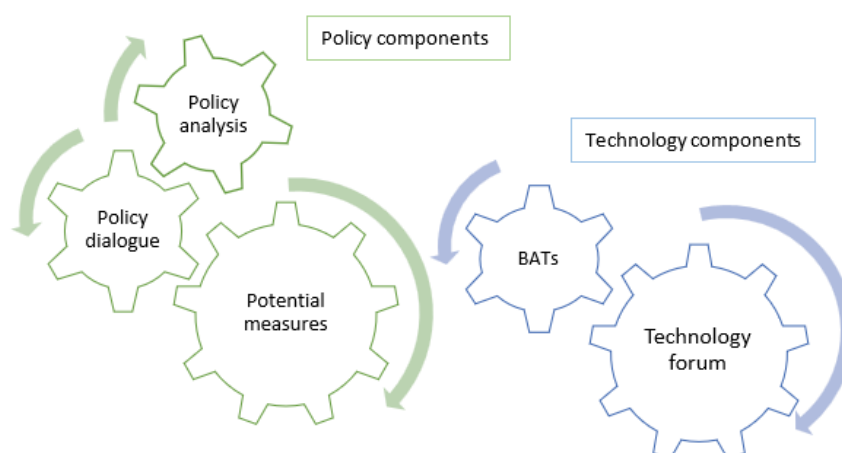 Policy components
Policy
analysis
Technology components
Policy
dialogue
BATs
Potential
measures
Technology
forum